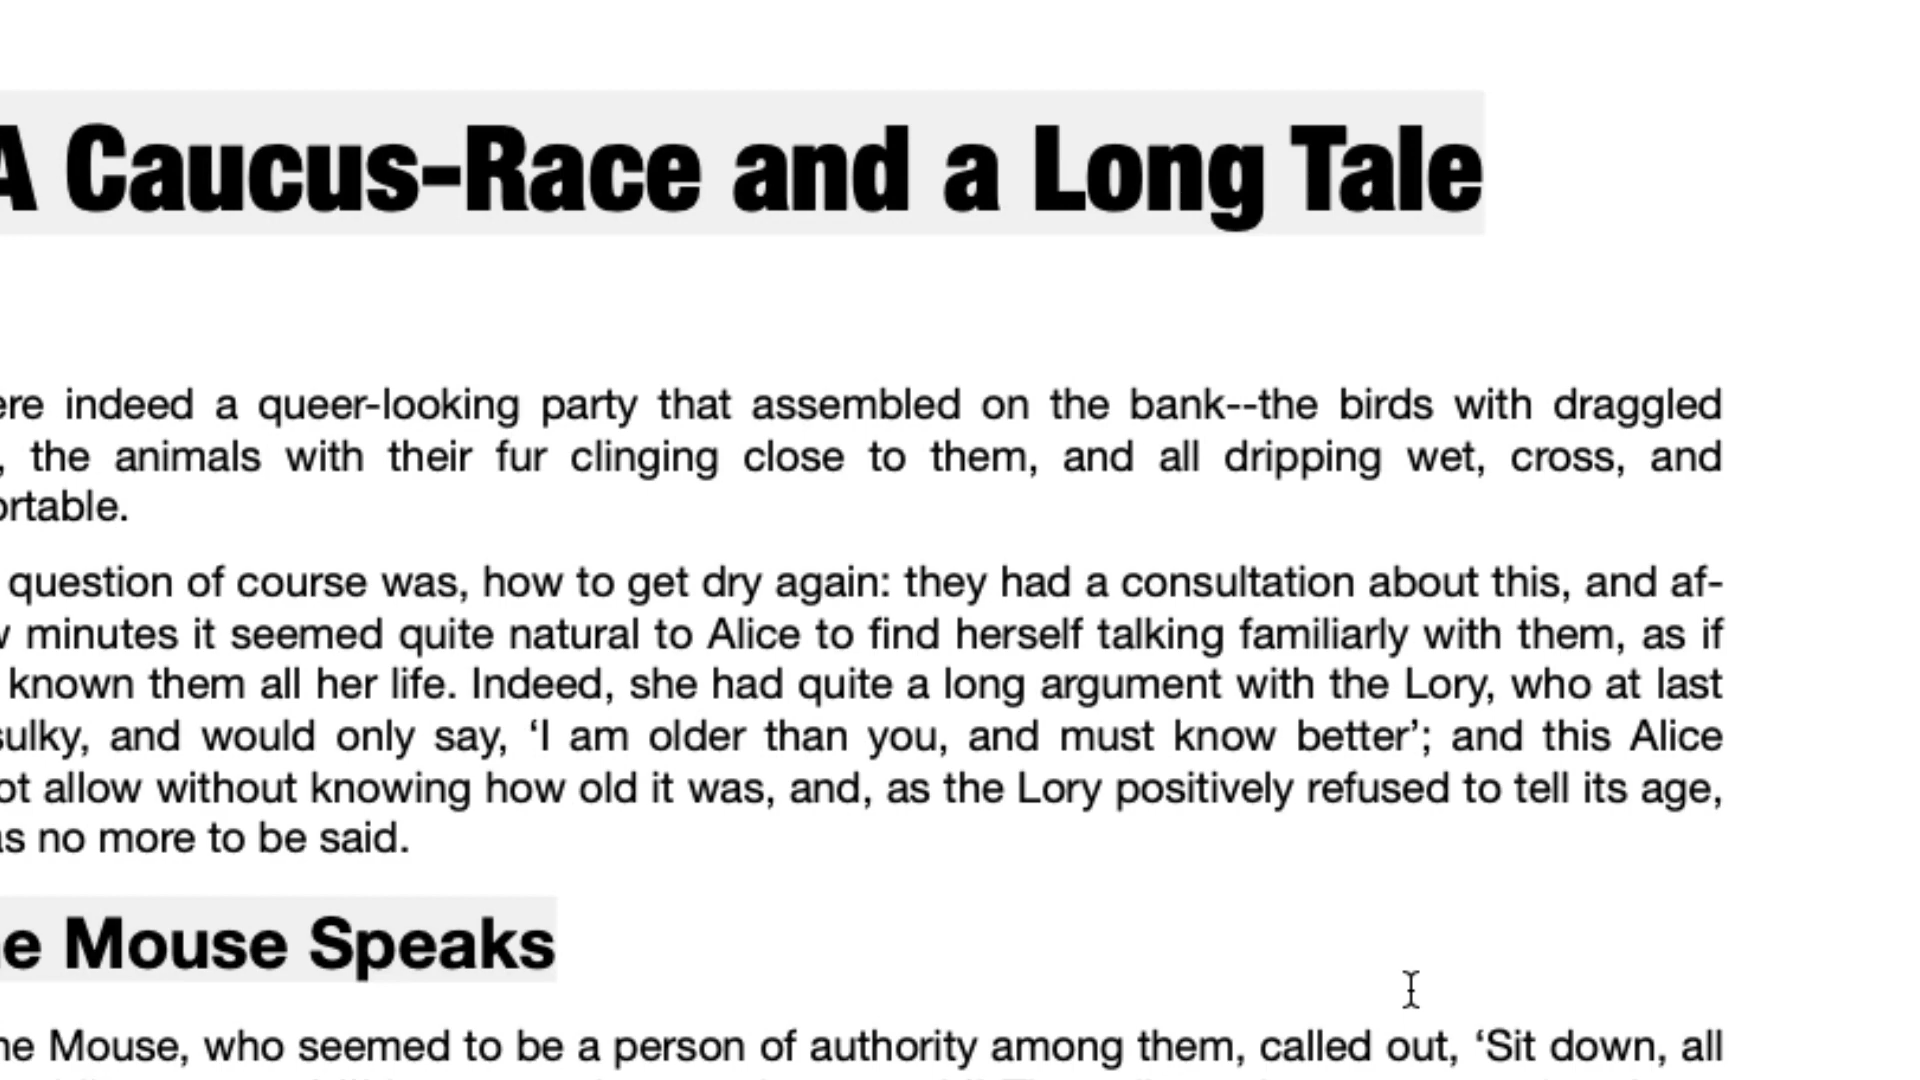 A Caucus-Race and a Long Tale
ere indeed a queer-looking party that assembled on the bank--the birds with draggled
, the animals with their fur clinging close to them, and all dripping wet, cross, and
ortable.
question of course was, how to get dry again: they had a consultation about this, and af-
w minutes it seemed quite natural to Alice to find herself talking familiarly with them, as if
known them all her life. Indeed, she had quite a long argument with the Lory, who at last
sulky, and would only say, ‘I am older than you, and must know better’; and this Alice
ot allow without knowing how old it was, and, as the Lory positively refused to tell its age,
as no more to be said.
e Mouse Speaks
he Mouse, who seemed to be a person of authority among them, called out, ‘Sit down, all